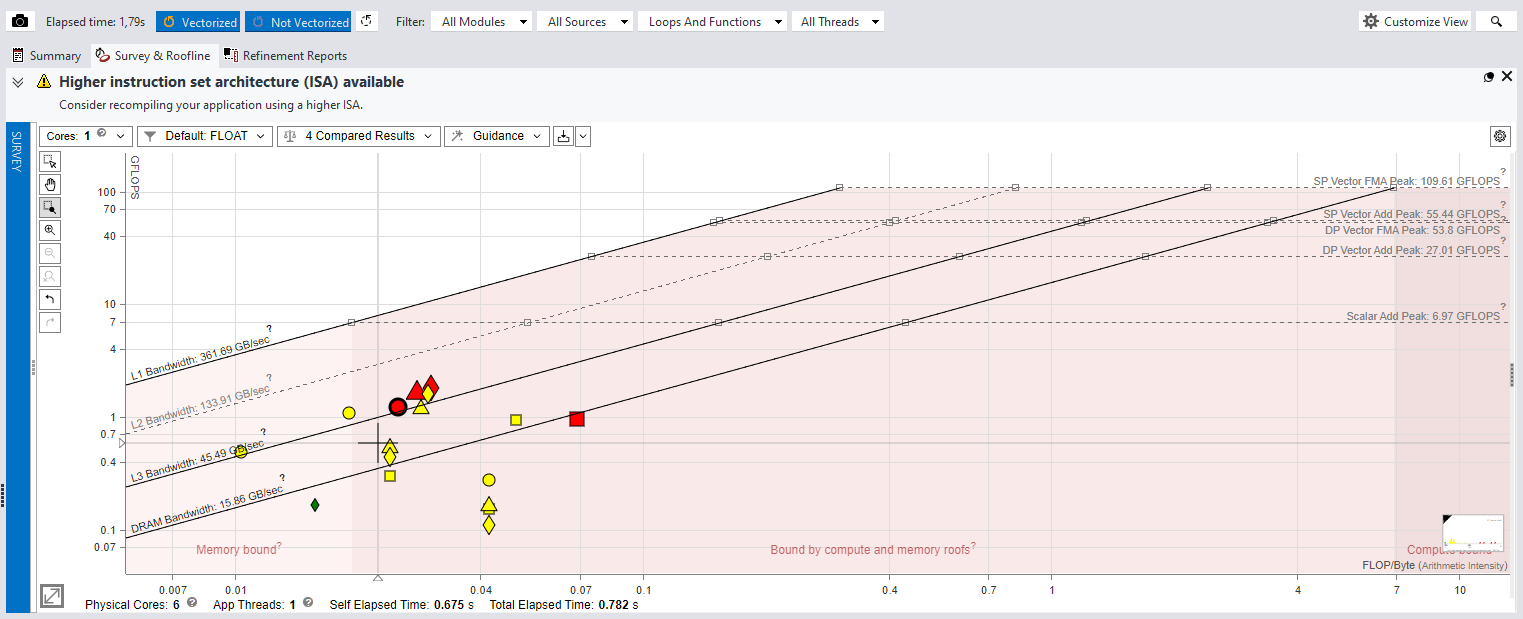 Elapsed time: 1,79s Vectorized Not Vectorized Filter: All Modules All Sources Loops And Functions All Threads Customize View
Summary Survey & Roofline Refinement Reports
Higher instruction set architecture (ISA) available
Consider recompiling your application using a higher ISA.
SURVEY
Cores: 1 ? Default: FLOAT 4 Compared Results Guidance
GFLOPS
100
70
40
10
7
4
1
0.7
0.4
0.1
0.07
SP Vector FMA Peak: 109.61 GFLOPS ?
SP Vector Add Peak: 55.44 GFLOPS ?
DP Vector FMA Peak: 53.8 GFLOPS ?
DP Vector Add Peak: 27.01 GFLOPS ?
Scalar Add Peak: 6.97 GFLOPS ?
L1 Bandwidth: 361.69 GB/sec ?
L2 Bandwidth: 133.91 GB/sec ?
L3 Bandwidth: 45.49 GB/sec ?
DRAM Bandwidth: 15.86 GB/sec ?
Memory bound? Bound by compute and memory roofs?
FLOP/Byte (Arithmetic Intensity)
0.007 0.01 0.04 0.07 0.1 0.4 0.7 1 4 7 10
Physical Cores: 6 ? App Threads: 1 ? Self Elapsed Time: 0.675 s Total Elapsed Time: 0.782 s